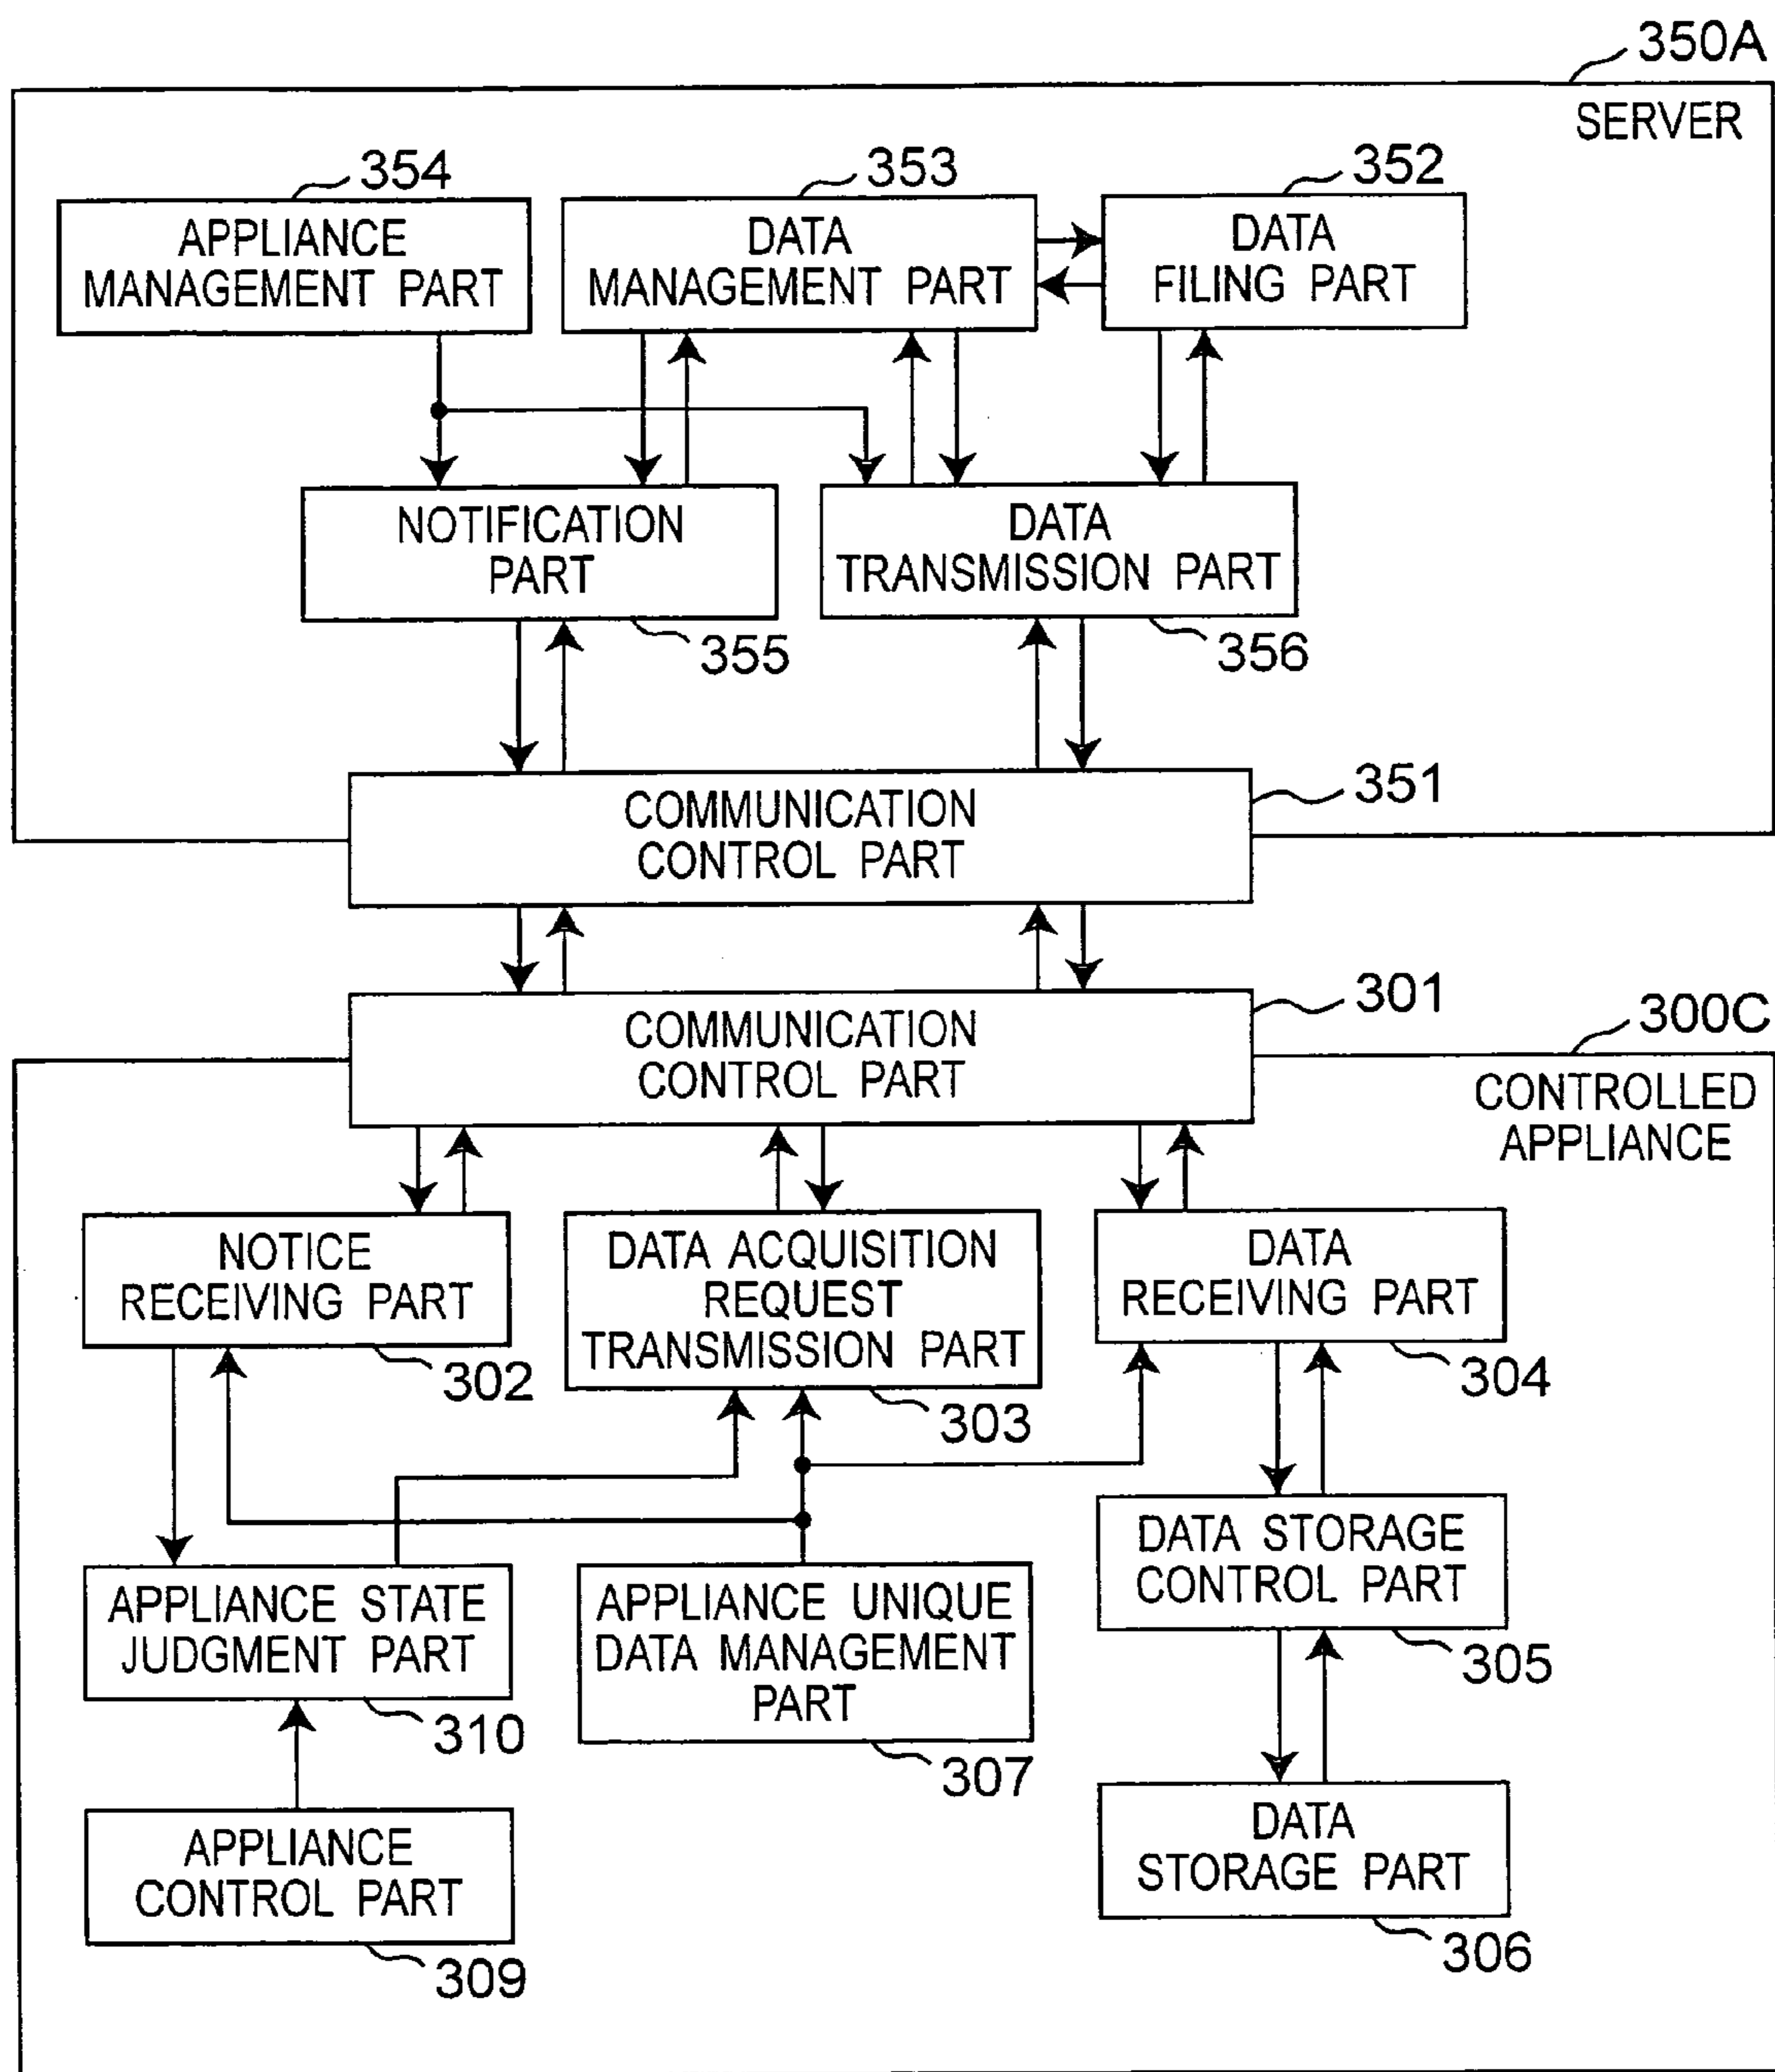 350A
SERVER
354
353
352
APPLIANCE
MANAGEMENT PART
DATA
MANAGEMENT PART
DATA
FILING PART
NOTIFICATION
PART
DATA
TRANSMISSION PART
355
356
351
COMMUNICATION
CONTROL PART
301
COMMUNICATION
CONTROL PART
300C
CONTROLLED
APPLIANCE
NOTICE
RECEIVING PART
DATA ACQUISITION
REQUEST
TRANSMISSION PART
DATA
RECEIVING PART
302
303
304
APPLIANCE STATE
JUDGMENT PART
APPLIANCE UNIQUE
DATA MANAGEMENT
PART
DATA STORAGE
CONTROL PART
310
307
305
APPLIANCE
CONTROL PART
DATA
STORAGE PART
309
306